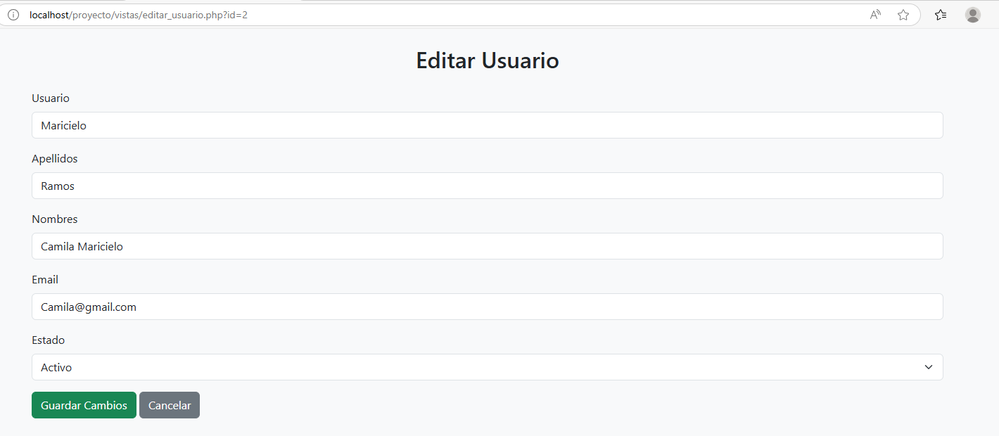 localhost/proyecto/vistas/editar_usuario.php?id=2
Editar Usuario
Usuario
Maricielo
Apellidos
Ramos
Nombres
Camila Maricielo
Email
Camila@gmail.com
Estado
Activo
Guardar Cambios Cancelar